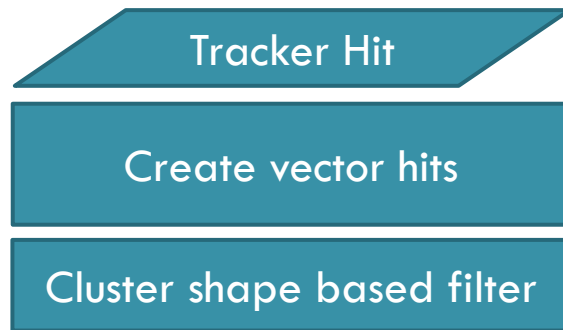 Tracker Hit
Create vector hits
Cluster shape based filter